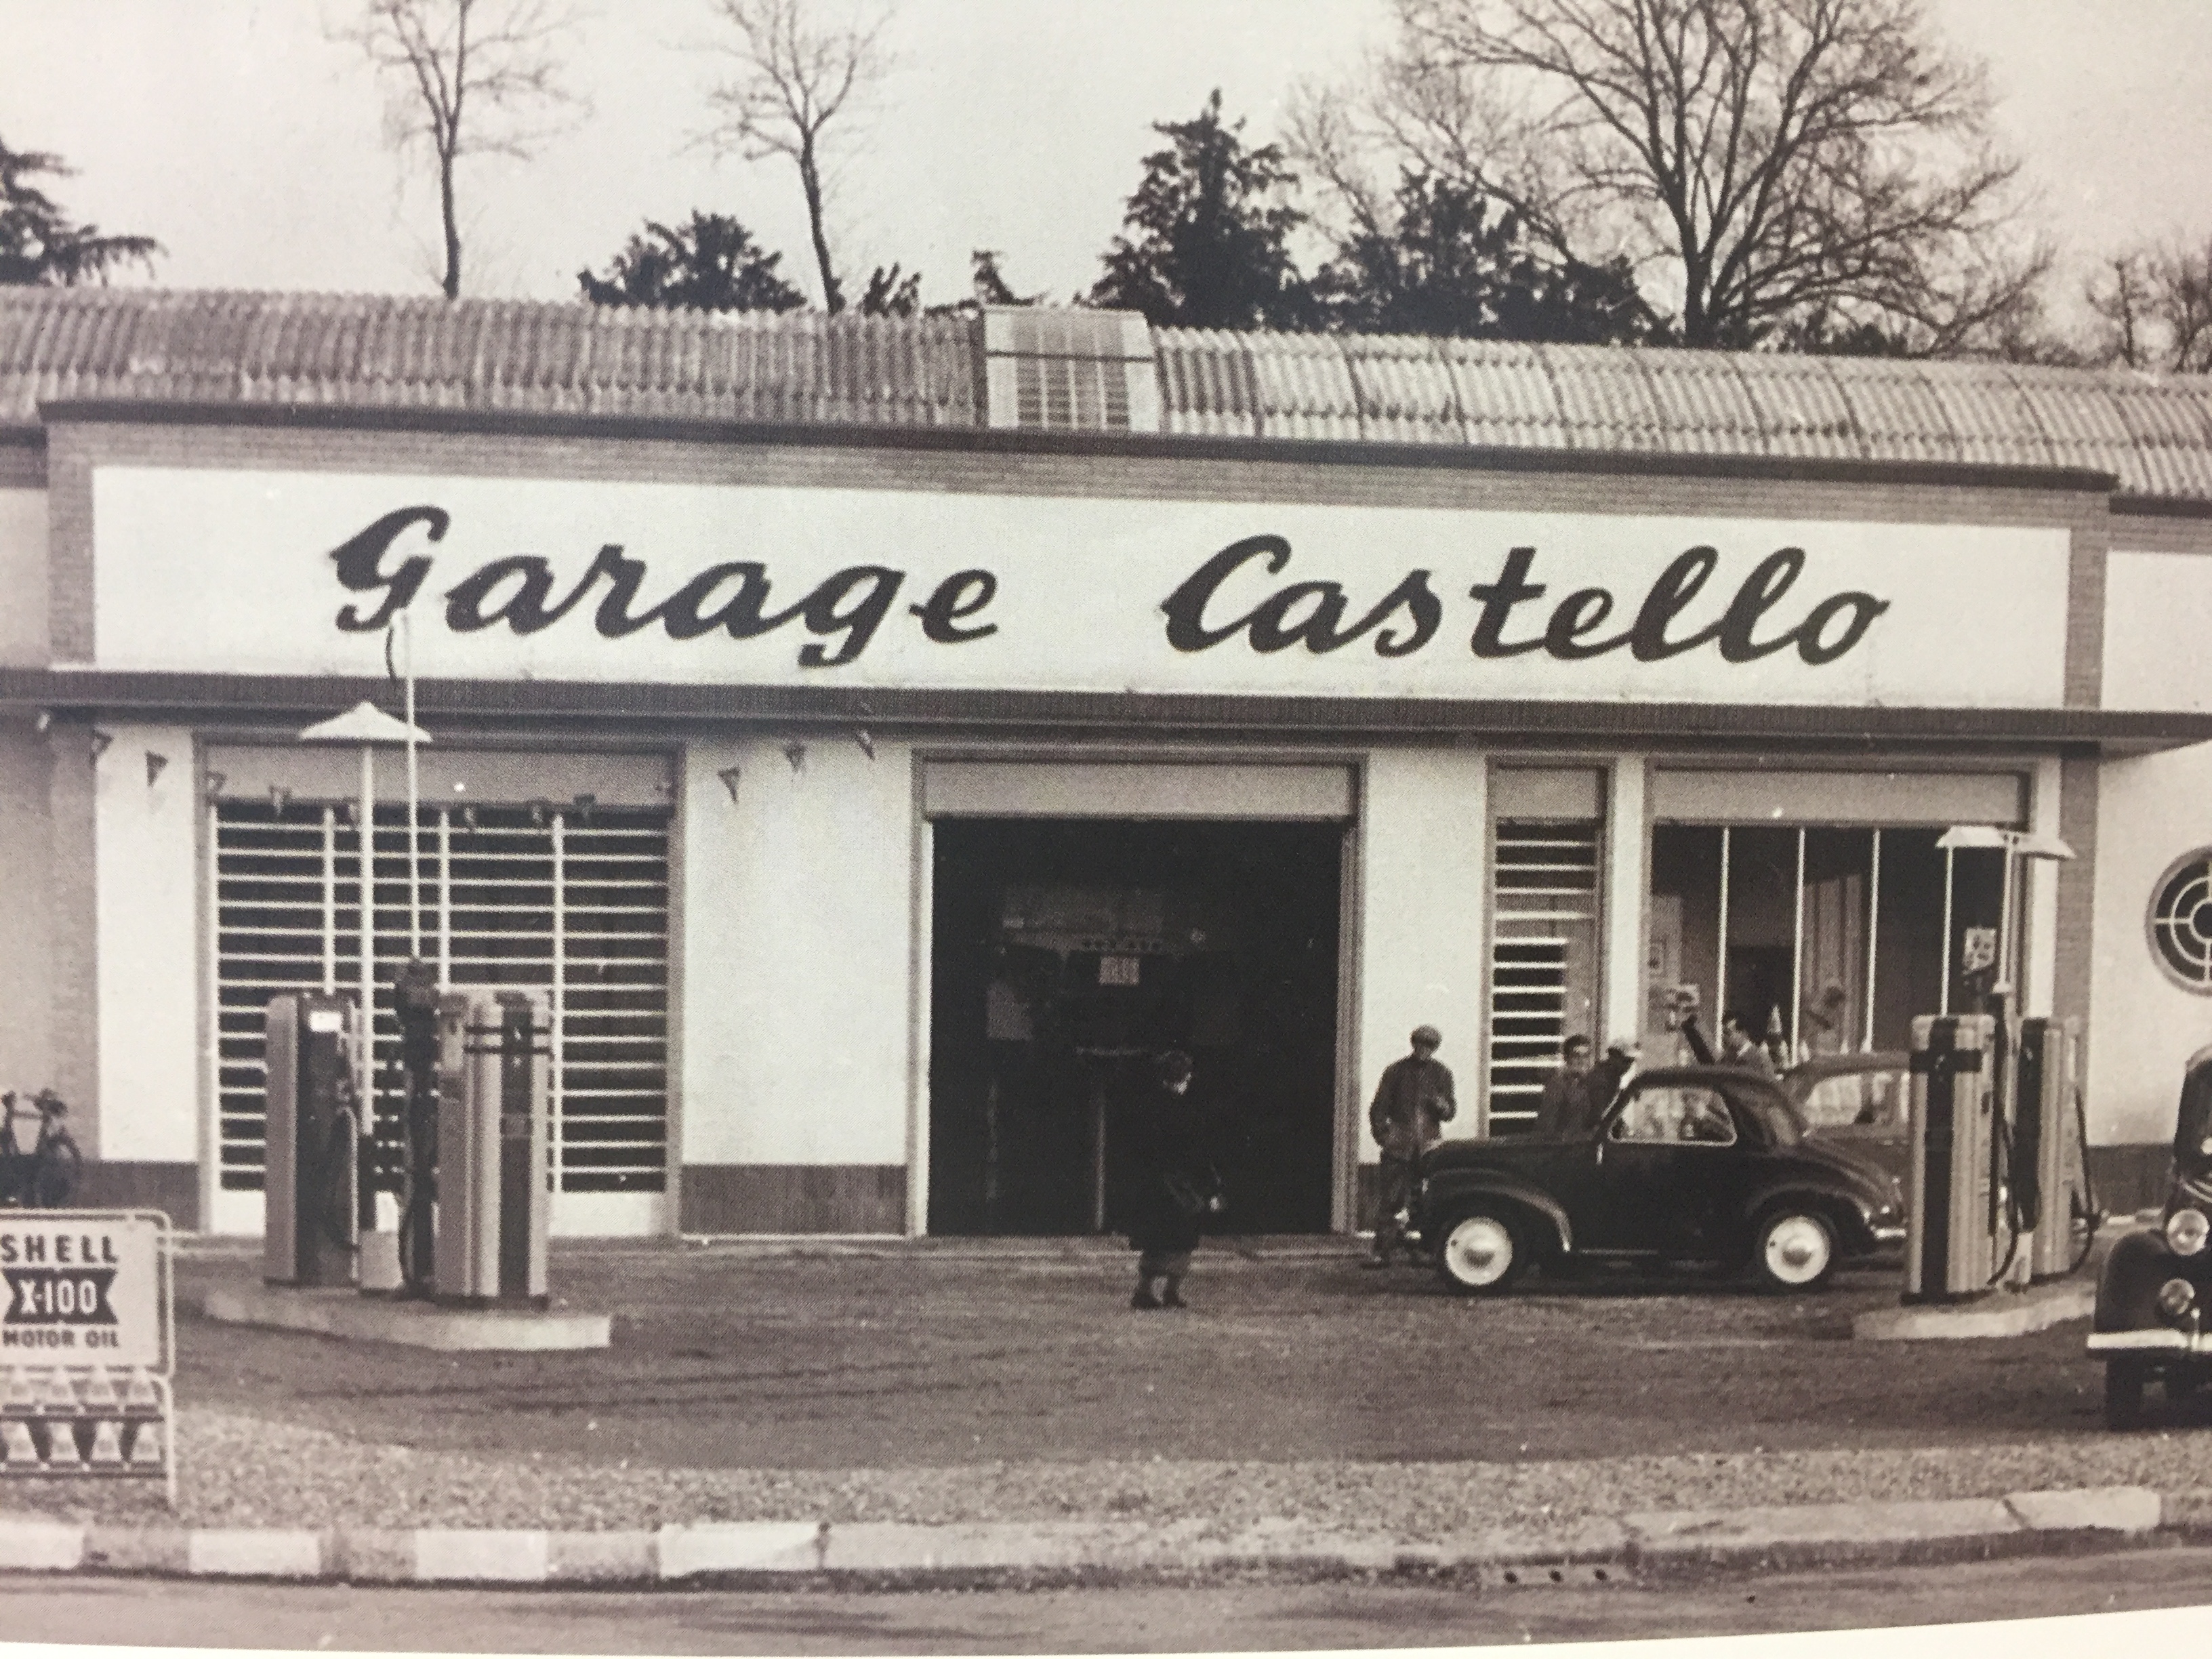 Garage Castello
SHELL
X-100
MOTOR OIL